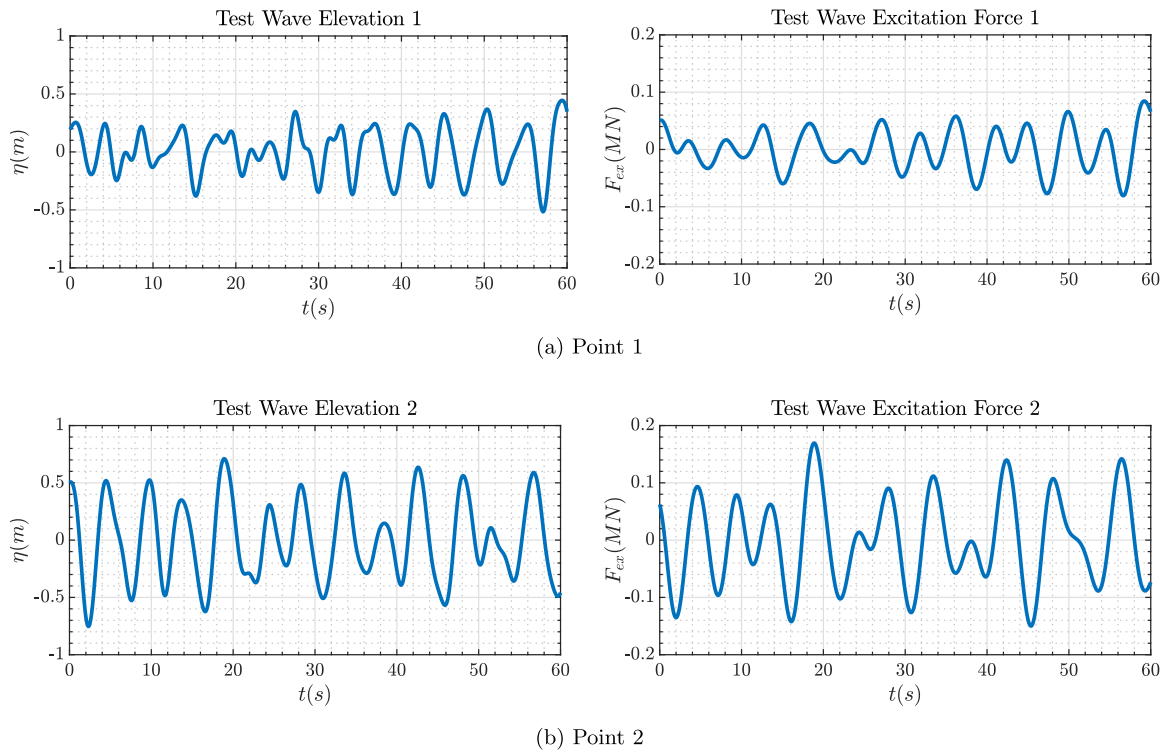 Test Wave Elevation 1
1
0.5
0
-0.5
-1
η(m)
0 10 20 30 40 50 60
t(s)
Test Wave Excitation Force 1
0.2
0.1
0
-0.1
-0.2
F_ex(MN)
0 10 20 30 40 50 60
t(s)
(a) Point 1
Test Wave Elevation 2
1
0.5
0
-0.5
-1
η(m)
0 10 20 30 40 50 60
t(s)
Test Wave Excitation Force 2
0.2
0.1
0
-0.1
-0.2
F_ex(MN)
0 10 20 30 40 50 60
t(s)
(b) Point 2